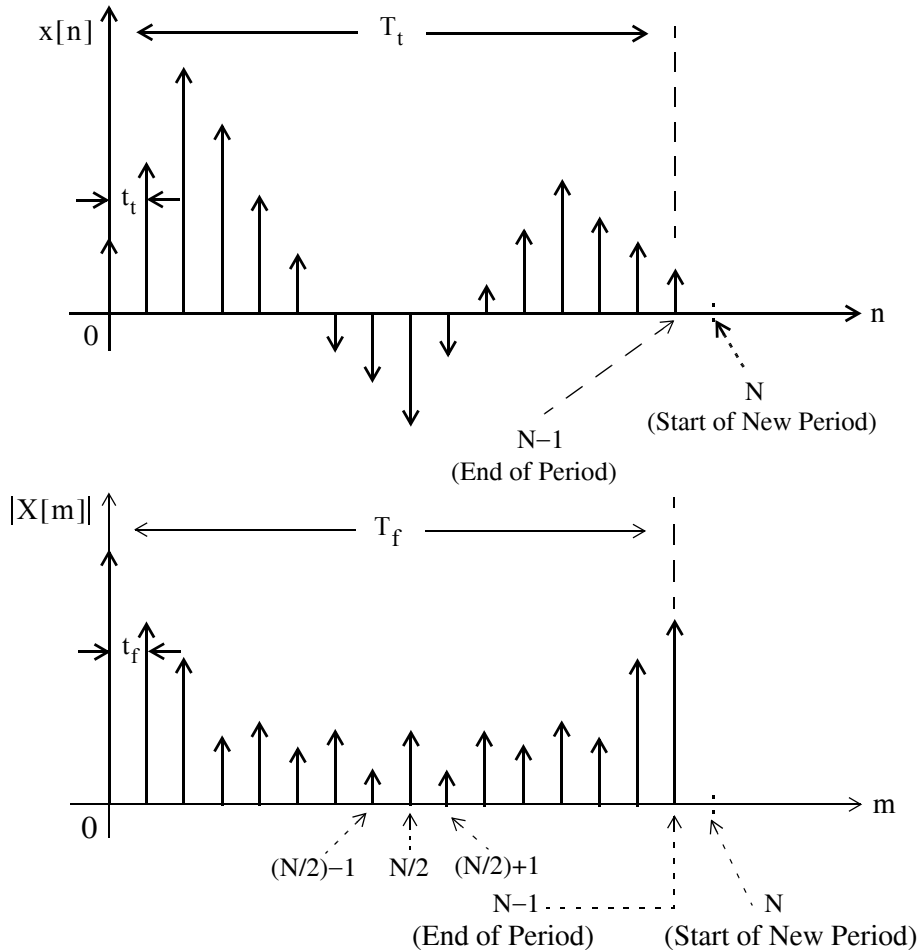 x[n]
T_t
t_t
0
n
N
(Start of New Period)
N−1
(End of Period)
|X[m]|
T_f
t_f
0
m
(N/2)−1
N/2
(N/2)+1
N−1
N
(End of Period)
(Start of New Period)